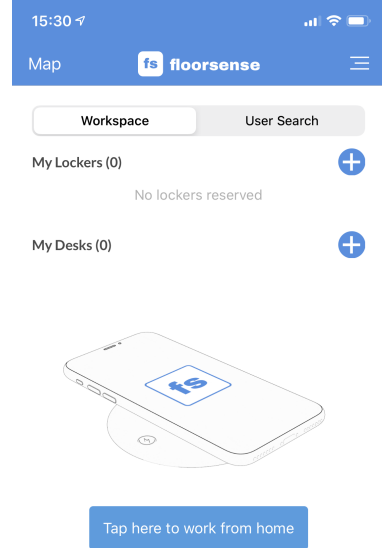 15:30
Map
fs floorsense
Workspace User Search
My Lockers (0)
No lockers reserved
My Desks (0)
fs
Tap here to work from home